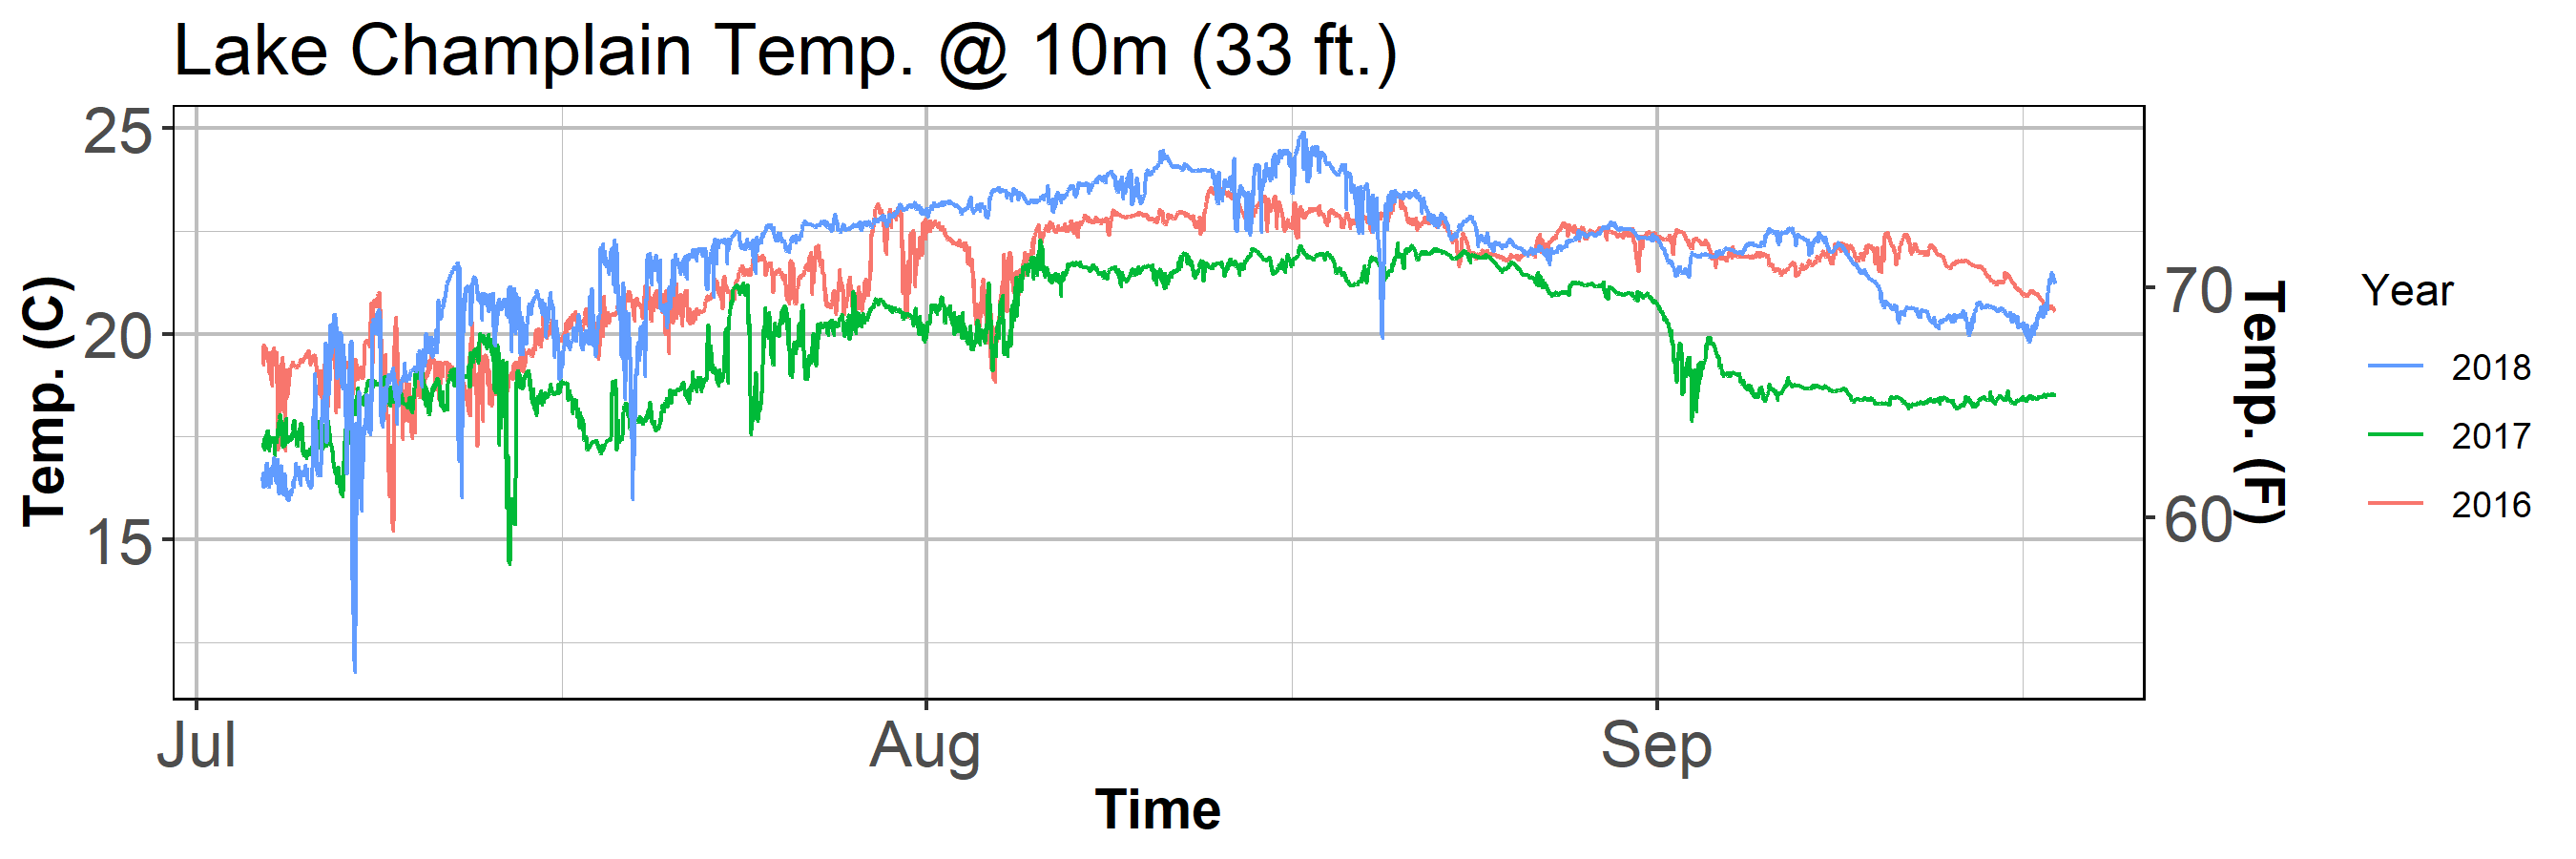 Lake Champlain Temp. @ 10m (33 ft.)
25
20
15
Temp. (C)
70
60
Temp. (F)
Jul
Aug
Sep
Time
Year
2018
2017
2016